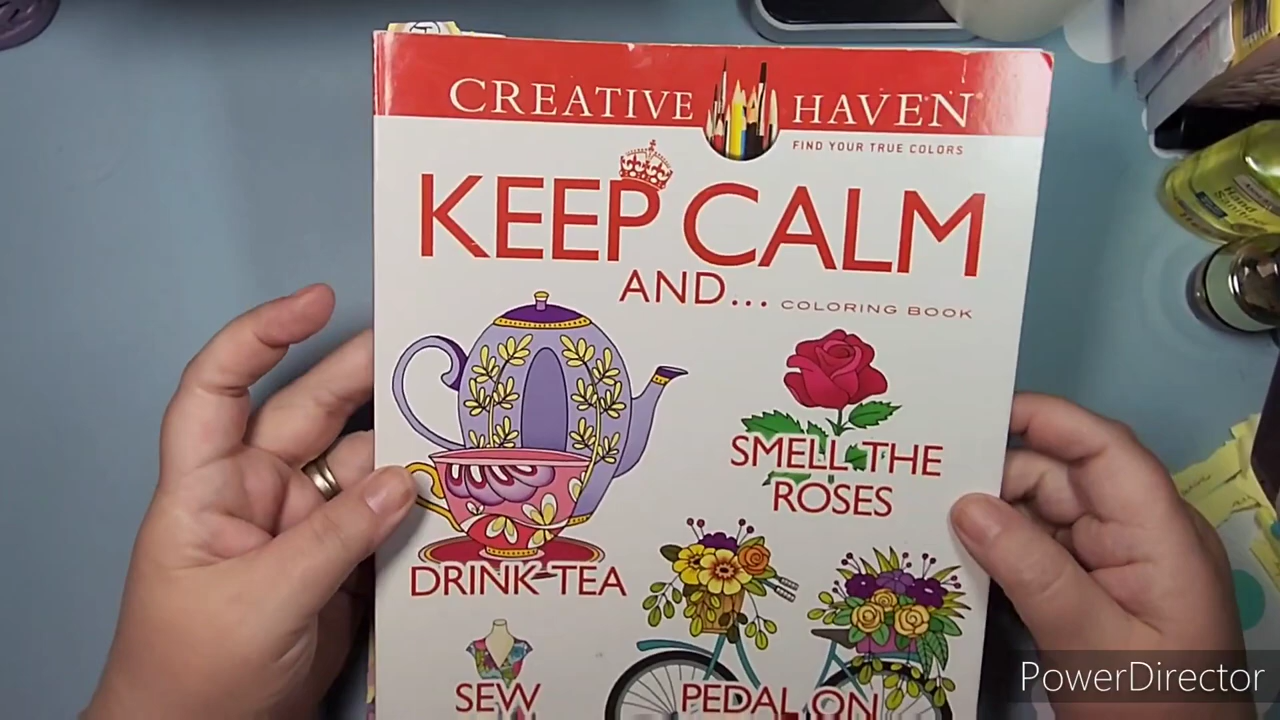 CREATIVE HAVEN
FIND YOUR TRUE COLORS
KEEP CALM
AND... COLORING BOOK
SMELL THE
ROSES
DRINK TEA
SEW
PEDAL ON
Hand
PowerDirector